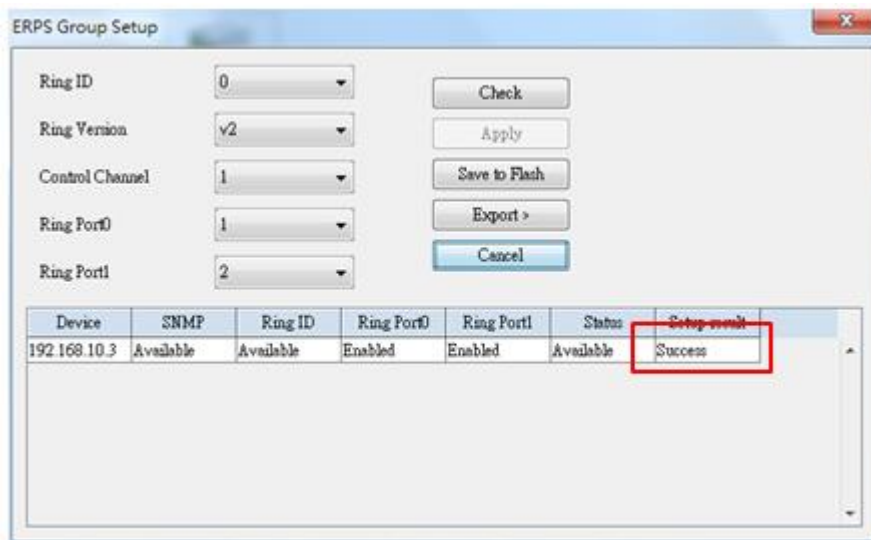 ERPS Group Setup
Ring ID 0 Check
Ring Version v2 Apply
Control Channel 1 Save to Flash
Ring Port0 1 Export >
Ring Port1 2 Cancel
Device SNMP Ring ID Ring Port0 Ring Port1 Status Setup result
192.168.10.3 Available Available Enabled Enabled Available Success